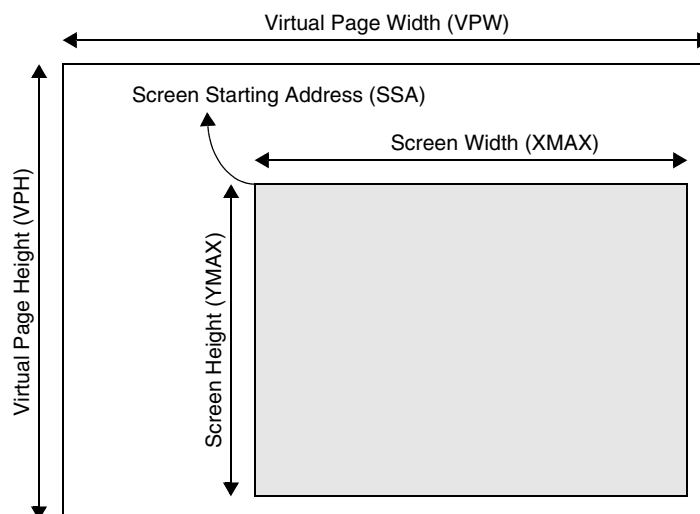 Virtual Page Width (VPW)
Screen Starting Address (SSA)
Screen Width (XMAX)
Virtual Page Height (VPH)
Screen Height (YMAX)